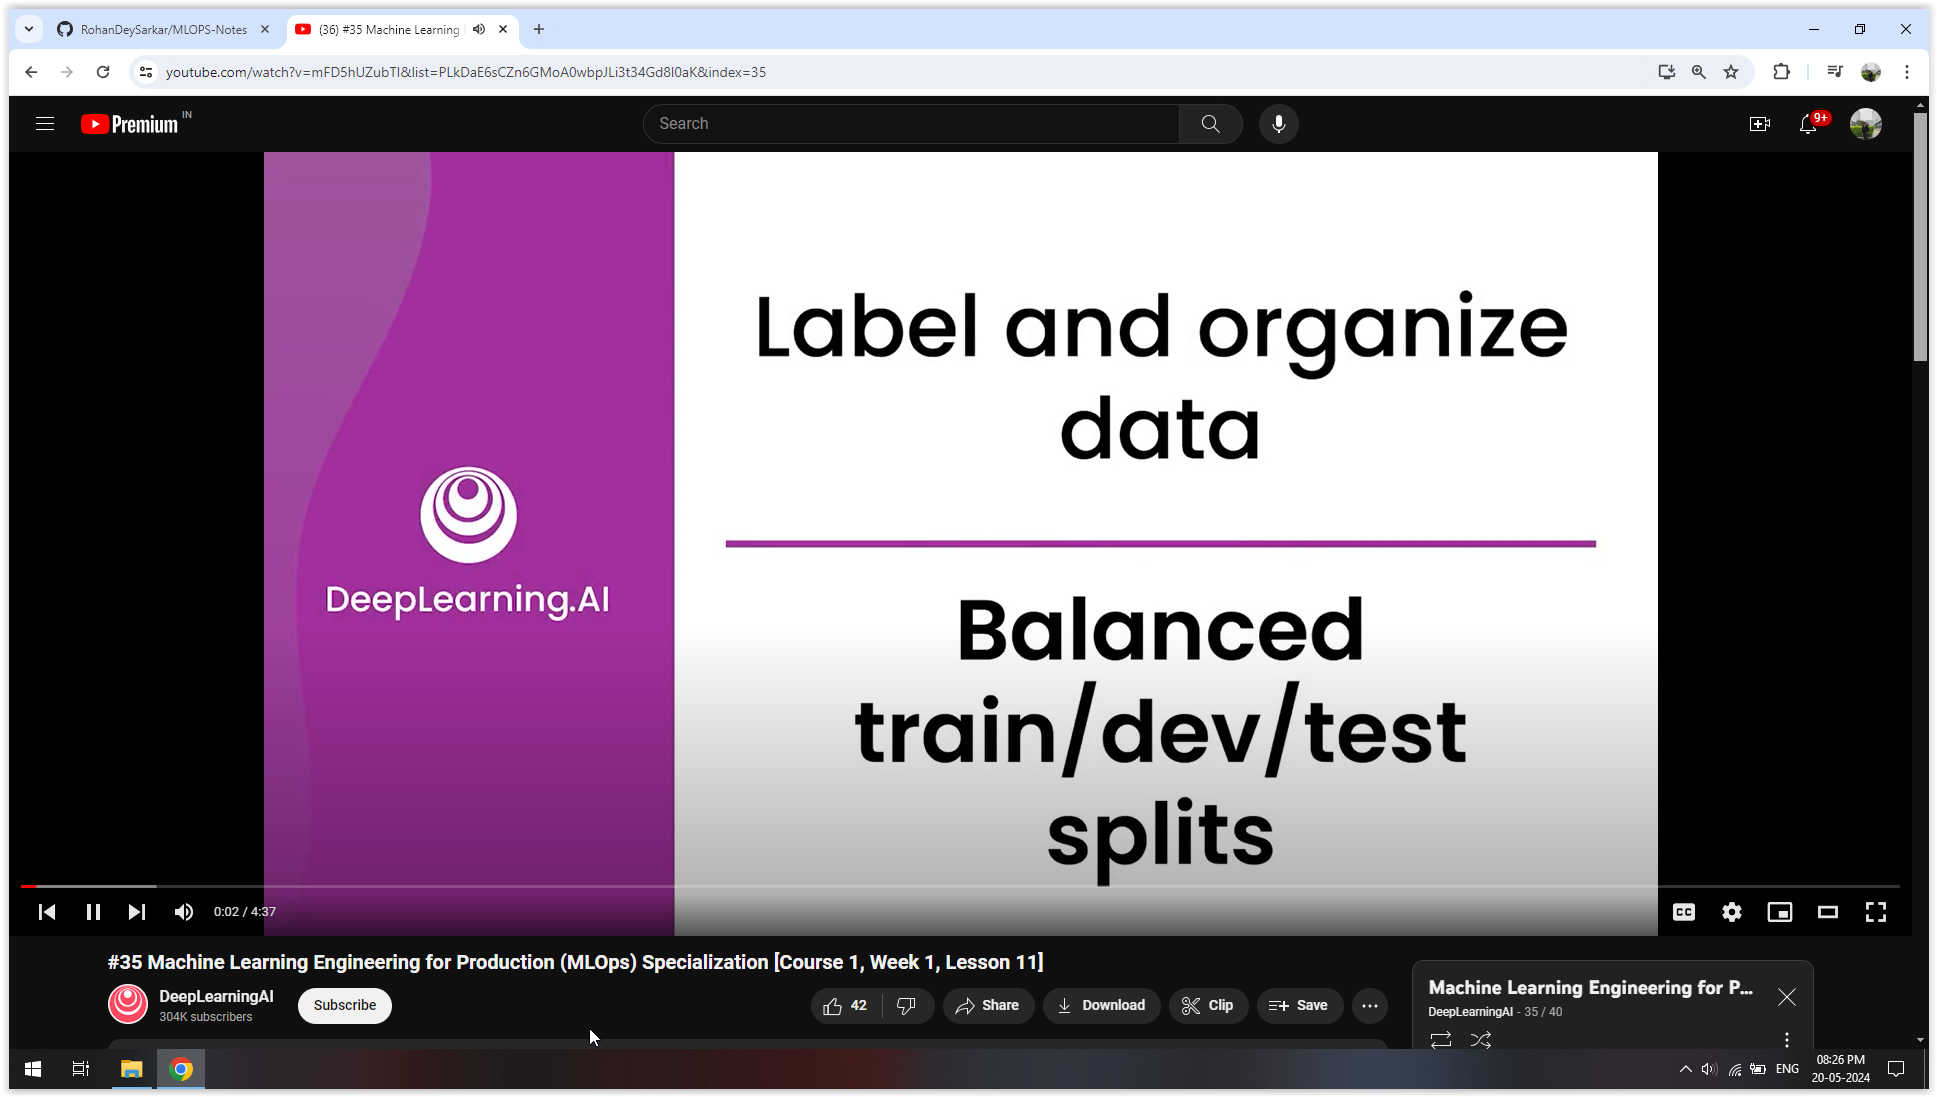 RohanDeySarkar/MLOPS-Notes
(36) #35 Machine Learning
youtube.com/watch?v=mFD5hUZubTI&list=PLkDaE6sCZn6GMoA0wbpJLi3t34Gd8l0aK&index=35
Premium IN
Search
9+
Label and organize
data
DeepLearning.AI
Balanced
train/dev/test
splits
0:02 / 4:37
CC
#35 Machine Learning Engineering for Production (MLOps) Specialization [Course 1, Week 1, Lesson 11]
DeepLearningAI
304K subscribers
Subscribe
42
Share
Download
Clip
Save
Machine Learning Engineering for P...
DeepLearningAI - 35 / 40
ENG
08:26 PM
20-05-2024